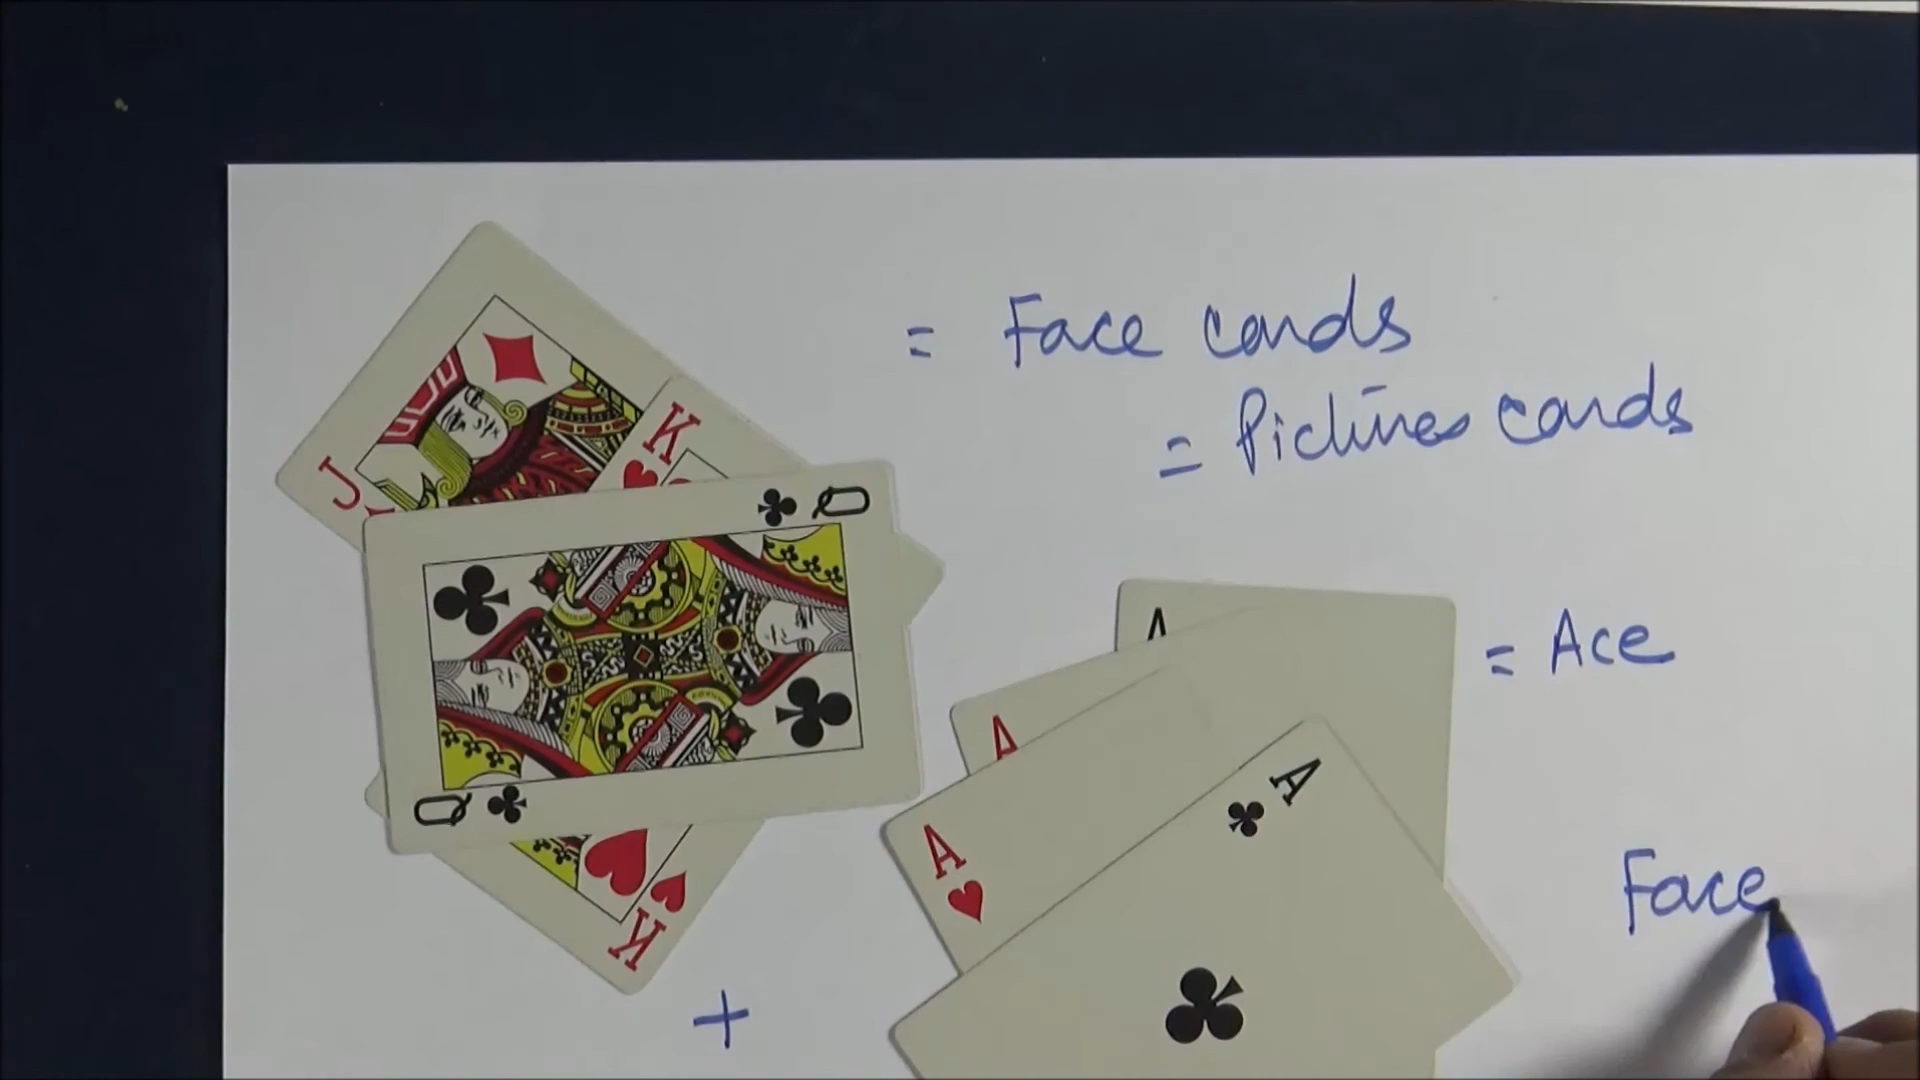 = Face cards
= Pictures cards
J
K
Q
Q
K
A
A
A
A
= Ace
Face
+